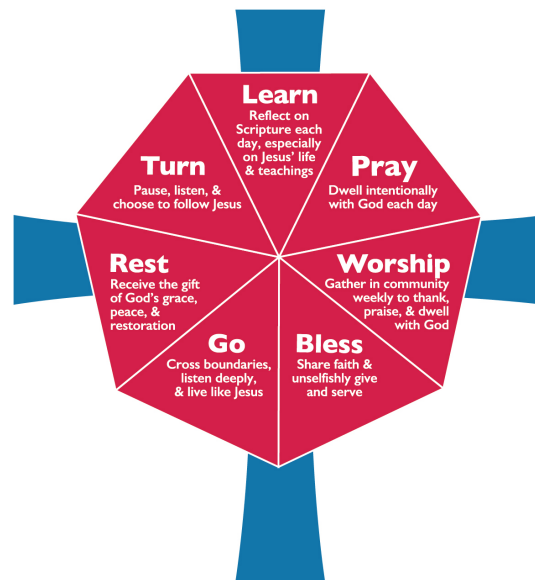 Learn
Reflect on
Scripture each
day, especially
on Jesus' life
& teachings
Pray
Dwell intentionally
with God each day
Worship
Gather in community
weekly to thank,
praise, & dwell
with God
Bless
Share faith &
unselfishly give
and serve
Go
Cross boundaries,
listen deeply,
& live like Jesus
Rest
Receive the gift
of God's grace,
peace, &
restoration
Turn
Pause, listen, &
choose to follow Jesus